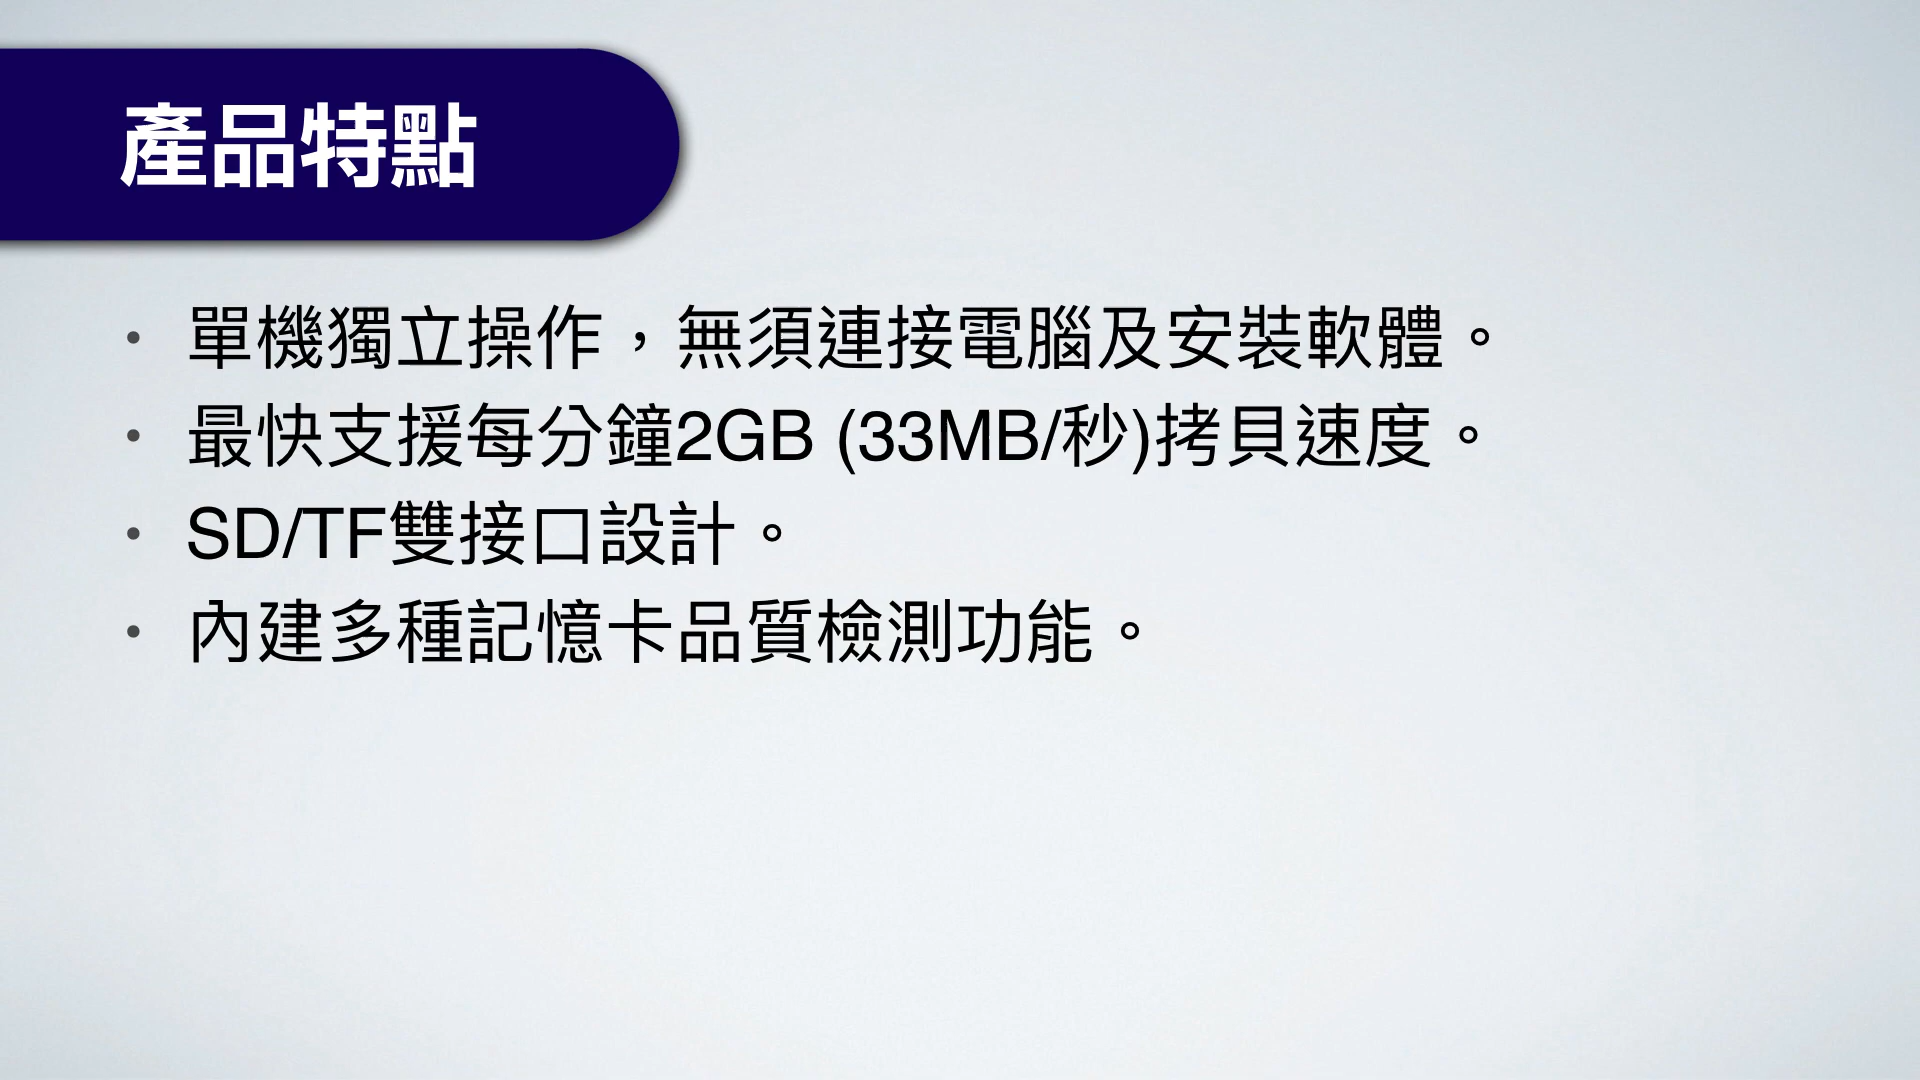 產品特點
• 單機獨立操作，無須連接電腦及安裝軟體。
• 最快支援每分鐘2GB (33MB/秒)拷貝速度。
• SD/TF雙接口設計。
• 內建多種記憶卡品質檢測功能。